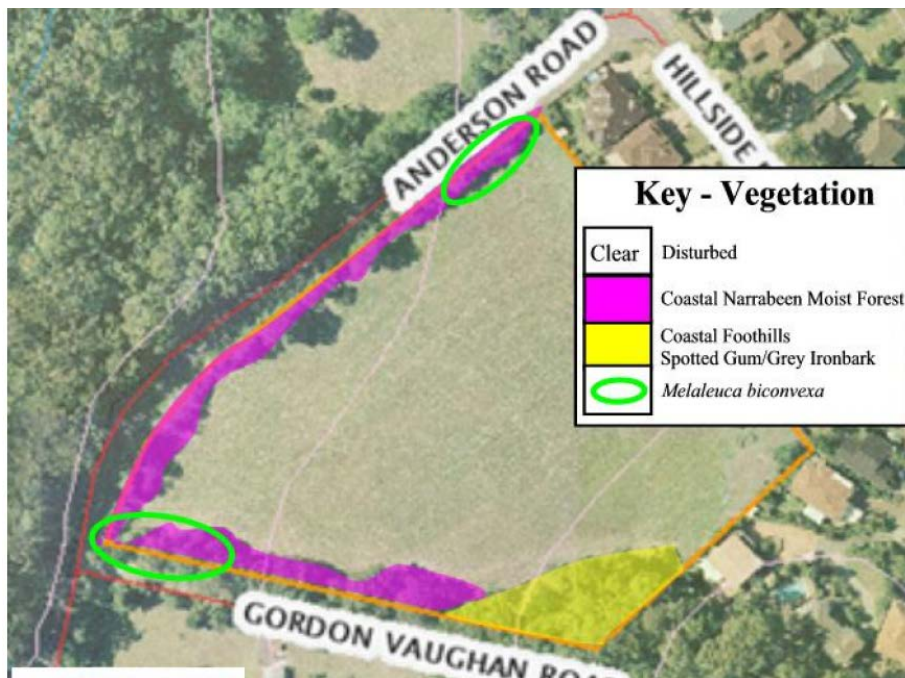 ANDERSON ROAD
HILLSIDE
Key - Vegetation
Clear Disturbed
Coastal Narrabeen Moist Forest
Coastal Foothills
Spotted Gum/Grey Ironbark
Melaleuca biconvexa
GORDON VAUGHAN ROAD